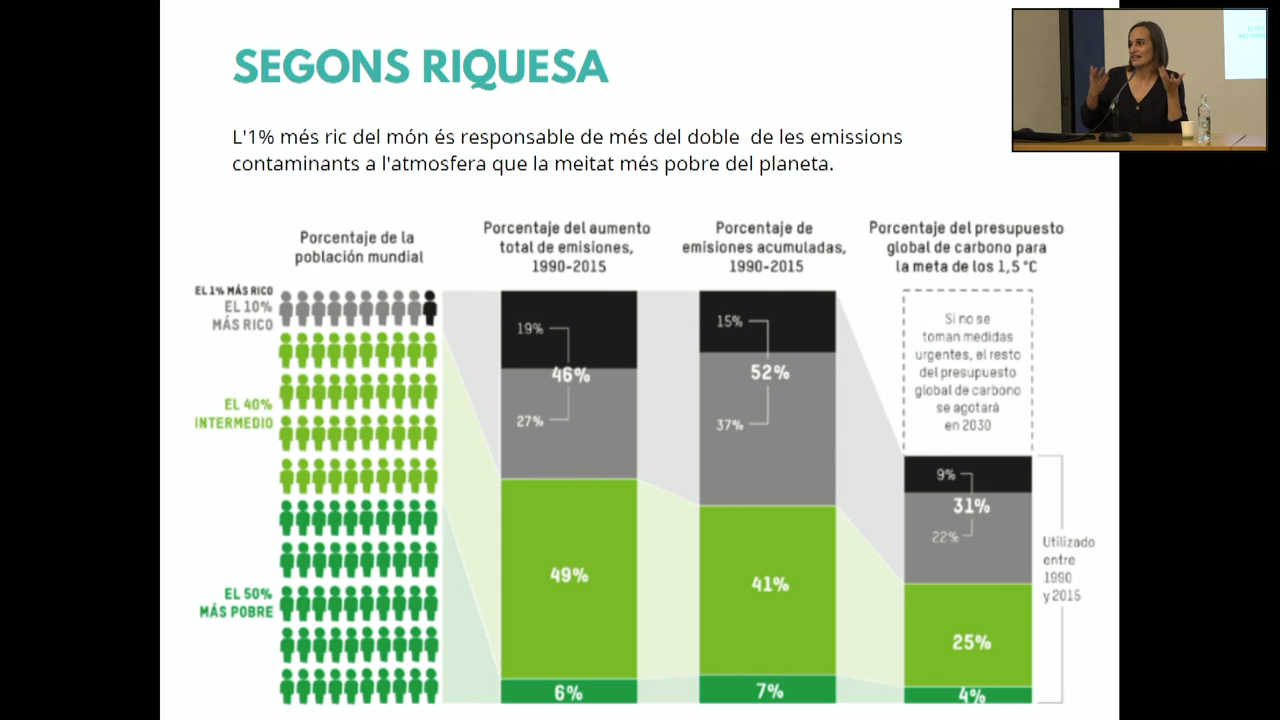 SEGONS RIQUESA
L'1% més ric del món és responsable de més del doble  de les emissions
contaminants a l'atmosfera que la meitat més pobre del planeta.
Porcentaje de la
población mundial
Porcentaje del aumento
total de emisiones,
1990-2015
Porcentaje de
emisiones acumuladas,
1990-2015
Porcentaje del presupuesto
global de carbono para
la meta de los 1,5 °C
EL 1% MÁS RICO
EL 10%
MÁS RICO
EL 40%
INTERMEDIO
EL 50%
MÁS POBRE
19%
46%
27%
49%
6%
15%
52%
37%
41%
7%
Si no se
toman medidas
urgentes, el resto
del presupuesto
global de carbono
se agotará
en 2030
9%
31%
22%
25%
4%
Utilizado
entre
1990
y 2015